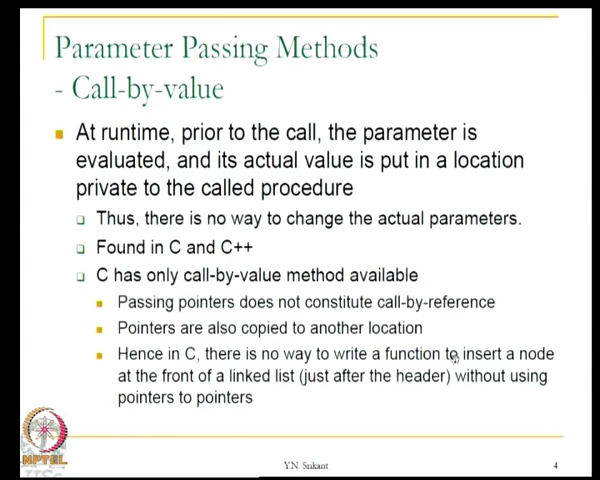 Parameter Passing Methods
- Call-by-value
At runtime, prior to the call, the parameter is
evaluated, and its actual value is put in a location
private to the called procedure
Thus, there is no way to change the actual parameters.
Found in C and C++
C has only call-by-value method available
Passing pointers does not constitute call-by-reference
Pointers are also copied to another location
Hence in C, there is no way to write a function to insert a node
at the front of a linked list (just after the header) without using
pointers to pointers
NPTEL
Y.N. Srikant
4